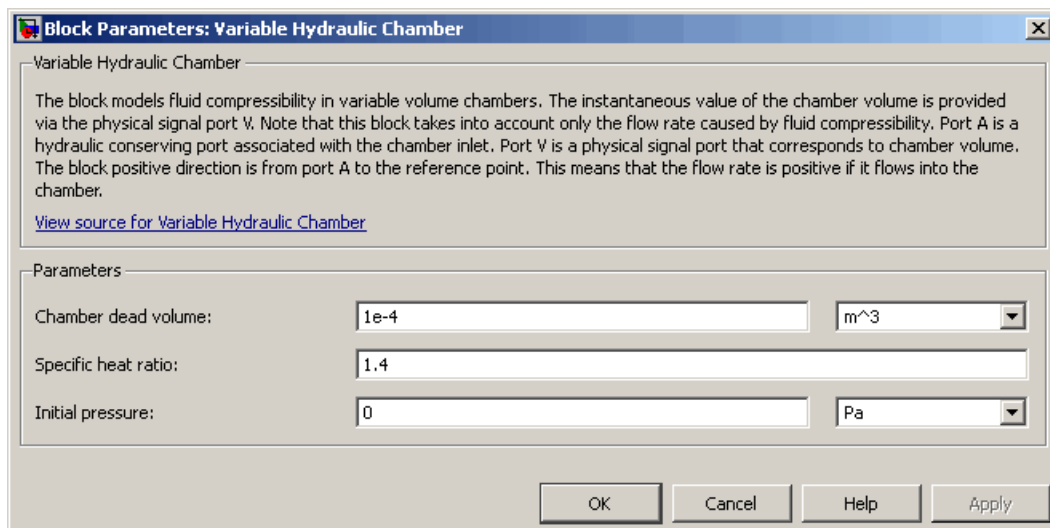 Block Parameters: Variable Hydraulic Chamber
Variable Hydraulic Chamber
The block models fluid compressibility in variable volume chambers. The instantaneous value of the chamber volume is provided
via the physical signal port V. Note that this block takes into account only the flow rate caused by fluid compressibility. Port A is a
hydraulic conserving port associated with the chamber inlet. Port V is a physical signal port that corresponds to chamber volume.
The block positive direction is from port A to the reference point. This means that the flow rate is positive if it flows into the
chamber.
View source for Variable Hydraulic Chamber
Parameters
Chamber dead volume: 1e-4 m^3
Specific heat ratio: 1.4
Initial pressure: 0 Pa
OK Cancel Help Apply